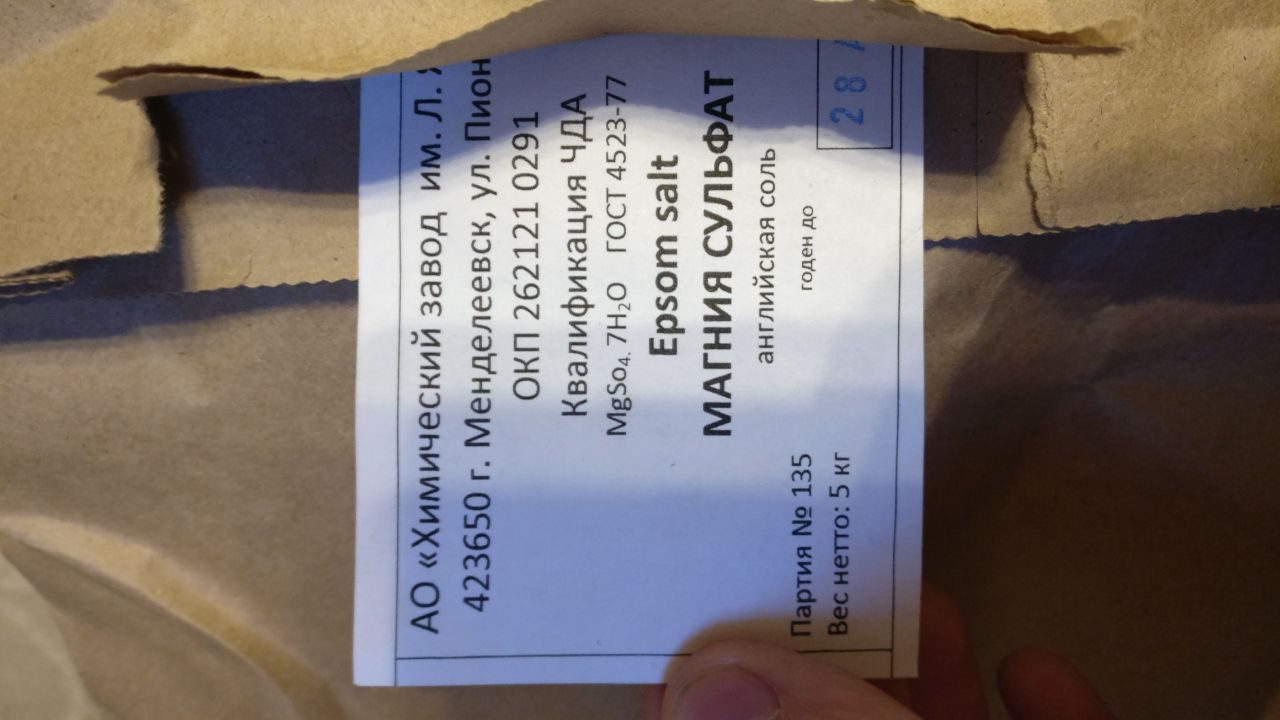 АО «Химический завод им. Л.
423650 г. Менделеевск, ул. Пион
ОКП 262121 0291
Квалификация ЧДА
MgSo₄. 7H₂O ГОСТ 4523-77
Epsom salt
МАГНИЯ СУЛЬФАТ
английская соль
годен до
28
Партия № 135
Вес нетто: 5 кг